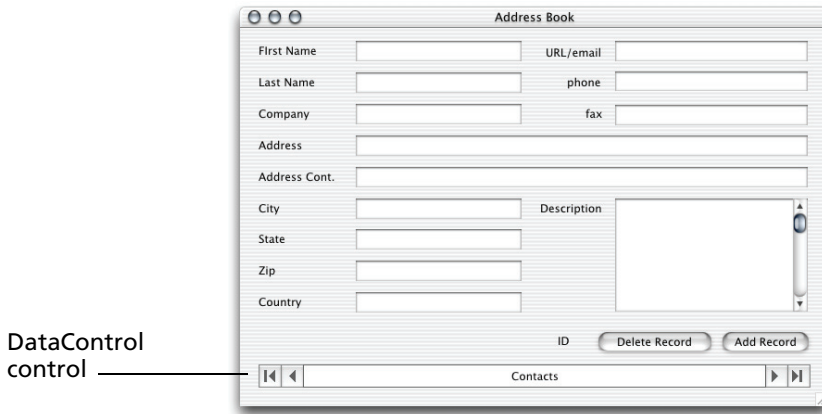 Address Book
FIrst Name
URL/email
Last Name
phone
Company
fax
Address
Address Cont.
City
Description
State
Zip
Country
ID
Delete Record
Add Record
DataControl
control
Contacts